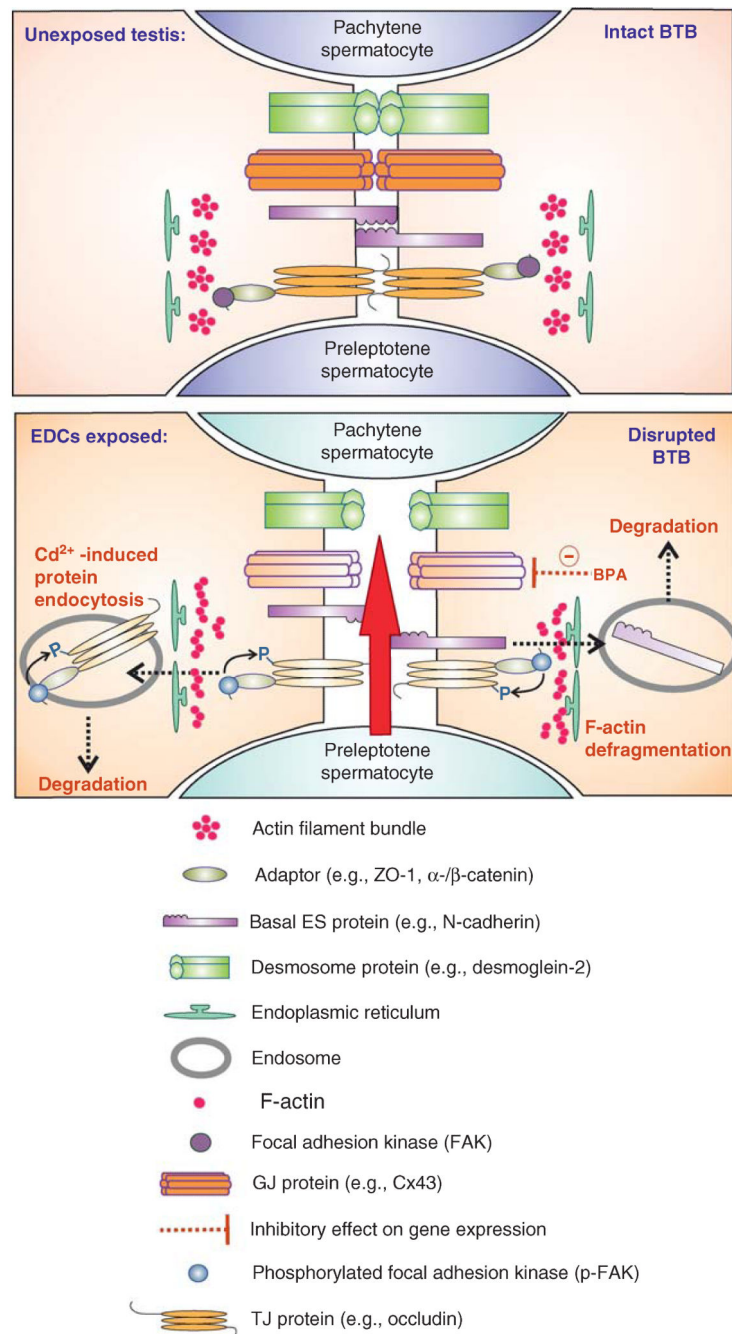 Unexposed testis:
Pachytene
spermatocyte
Intact BTB
Preleptotene
spermatocyte
EDCs exposed:
Pachytene
spermatocyte
Disrupted
BTB
Cd²⁺ -induced
protein
endocytosis
Degradation
−
BPA
P
P
P
F-actin
defragmentation
Degradation
Preleptotene
spermatocyte
Actin filament bundle
Adaptor (e.g., ZO-1, α-/β-catenin)
Basal ES protein (e.g., N-cadherin)
Desmosome protein (e.g., desmoglein-2)
Endoplasmic reticulum
Endosome
F-actin
Focal adhesion kinase (FAK)
GJ protein (e.g., Cx43)
Inhibitory effect on gene expression
Phosphorylated focal adhesion kinase (p-FAK)
TJ protein (e.g., occludin)